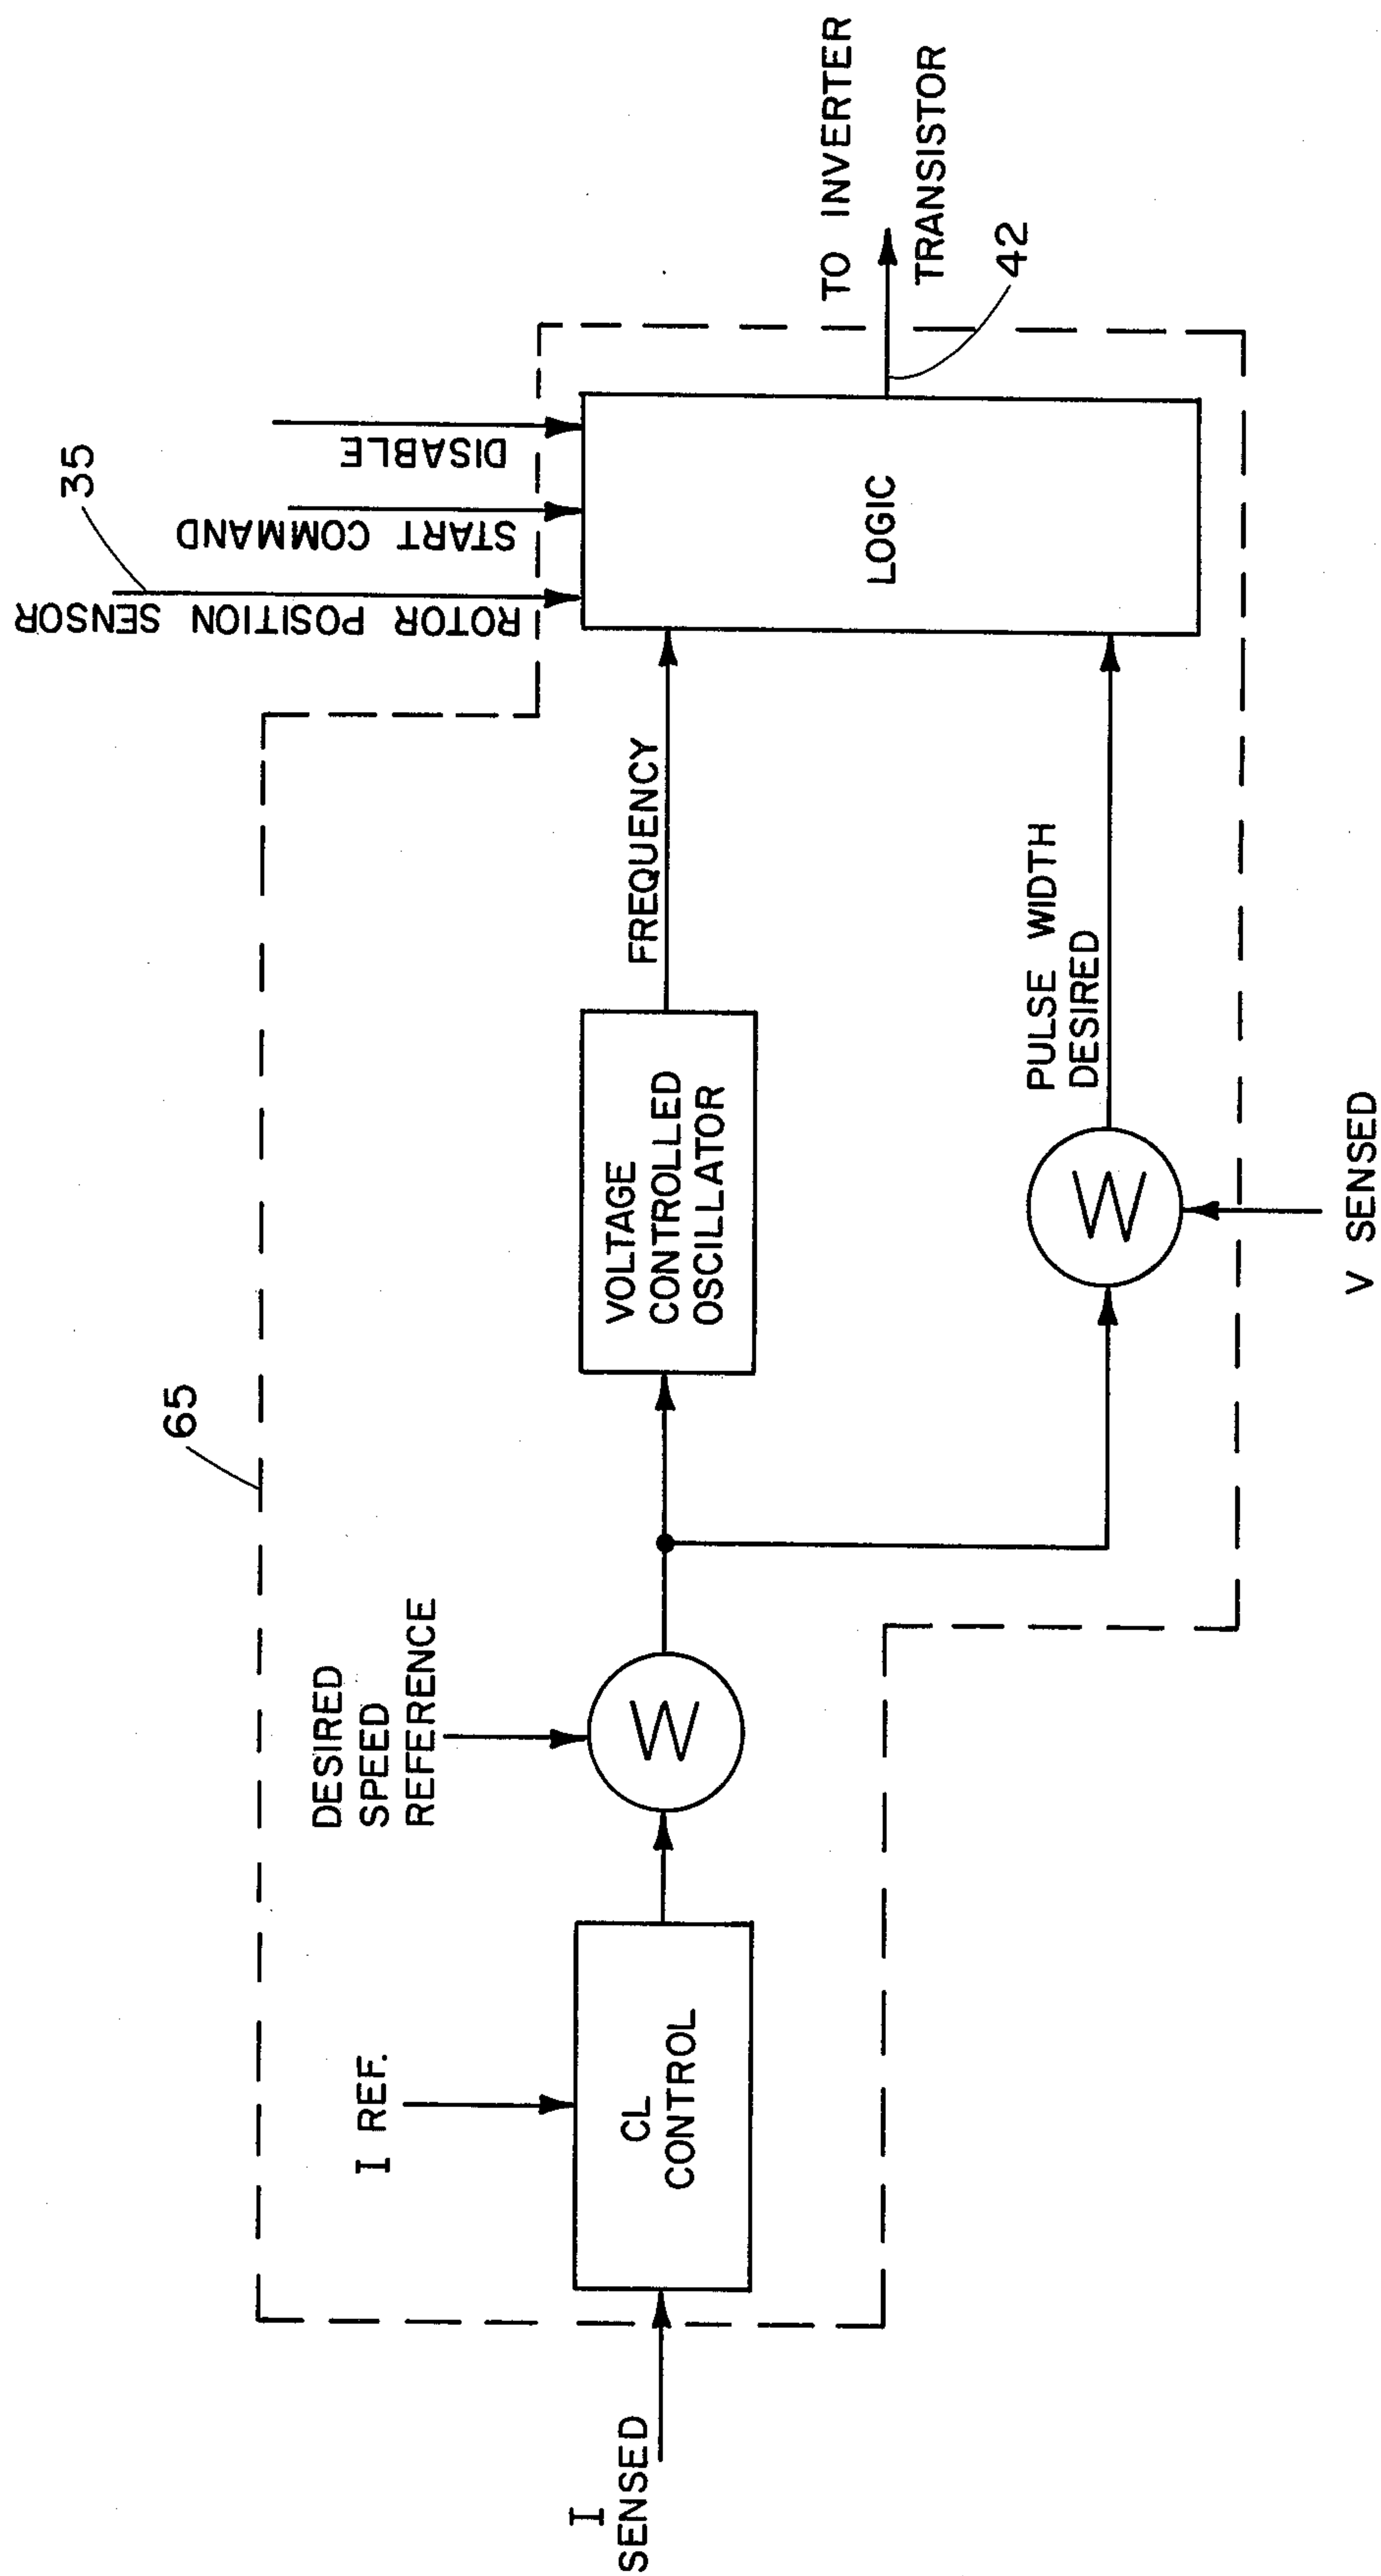 35
ROTOR POSITION SENSOR
START COMMAND
DISABLE
65
I REF.
DESIRED
SPEED
REFERENCE
I
SENSED
CL
CONTROL
Σ
VOLTAGE
CONTROLLED
OSCILLATOR
FREQUENCY
LOGIC
TO INVERTER
TRANSISTOR
42
Σ
PULSE WIDTH
DESIRED
V SENSED